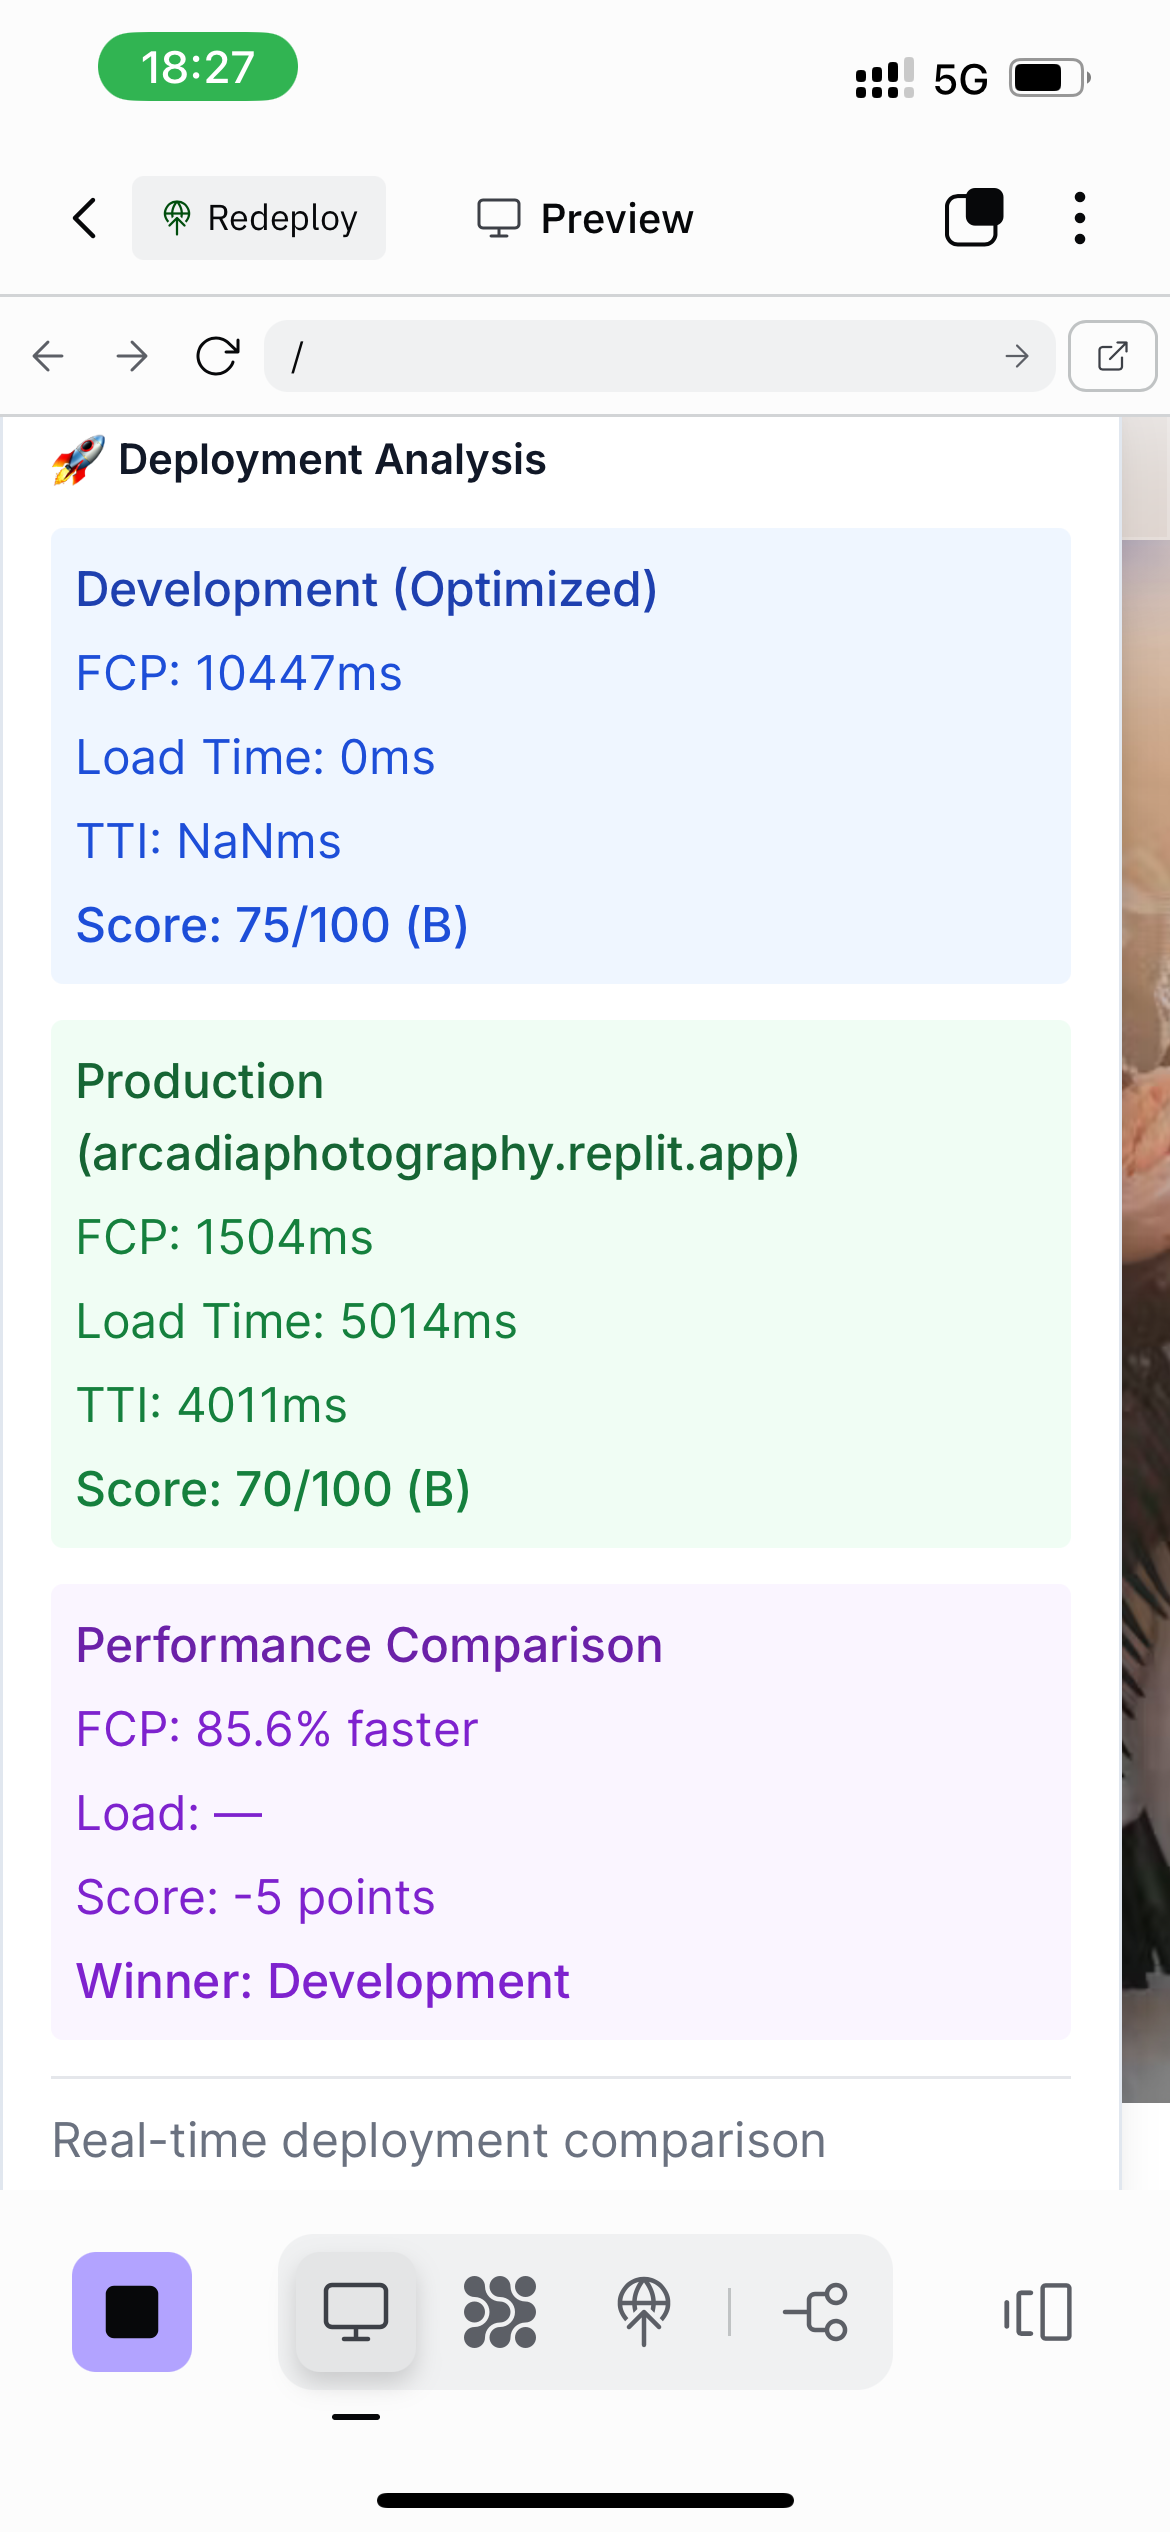 18:27
5G
Redeploy
Preview
/
🚀 Deployment Analysis
Development (Optimized)
FCP: 10447ms
Load Time: 0ms
TTI: NaNms
Score: 75/100 (B)
Production
(arcadiaphotography.replit.app)
FCP: 1504ms
Load Time: 5014ms
TTI: 4011ms
Score: 70/100 (B)
Performance Comparison
FCP: 85.6% faster
Load: —
Score: -5 points
Winner: Development
Real-time deployment comparison